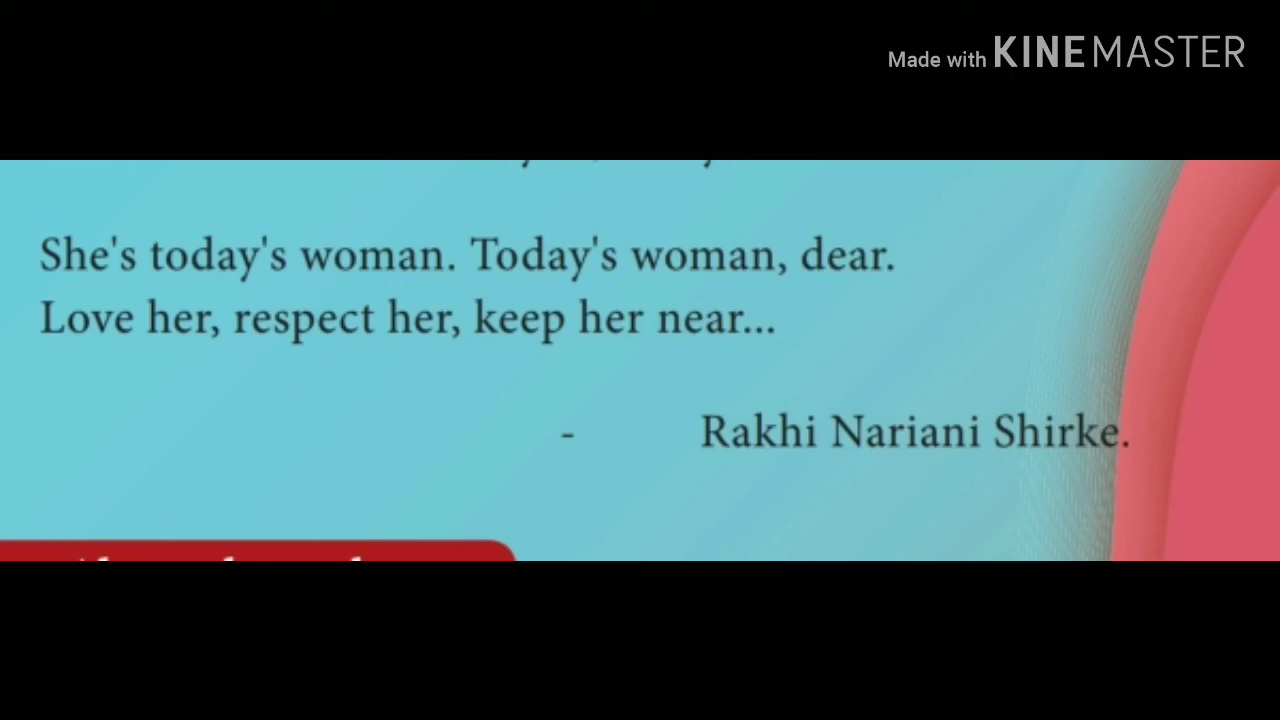 Made with KINEMASTER
She's today's woman. Today's woman, dear.
Love her, respect her, keep her near...
- Rakhi Nariani Shirke.